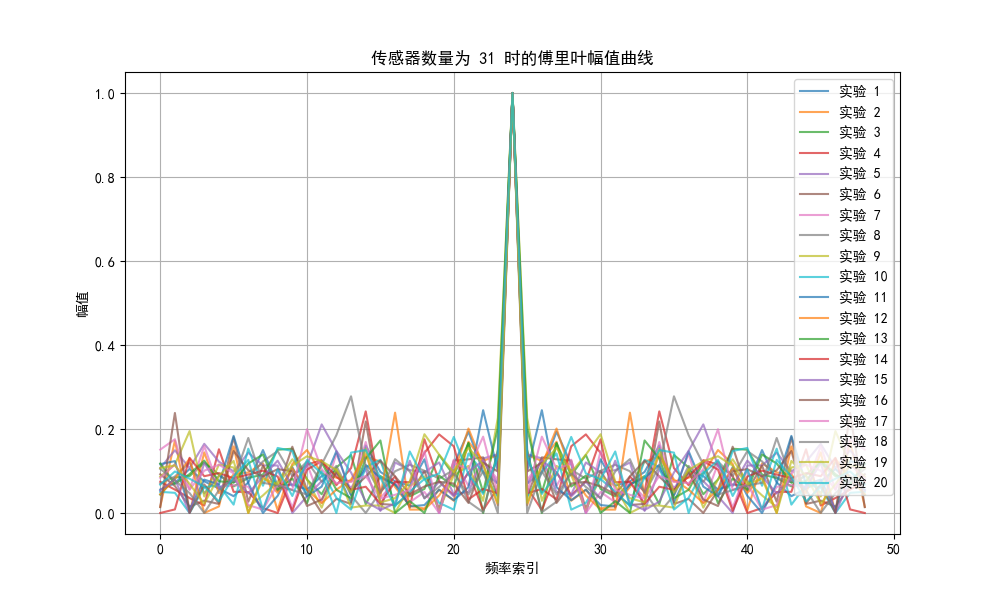 传感器数量为 31 时的傅里叶幅值曲线
幅值
1.0
0.8
0.6
0.4
0.2
0.0
0 10 20 30 40 50
频率索引
实验 1
实验 2
实验 3
实验 4
实验 5
实验 6
实验 7
实验 8
实验 9
实验 10
实验 11
实验 12
实验 13
实验 14
实验 15
实验 16
实验 17
实验 18
实验 19
实验 20